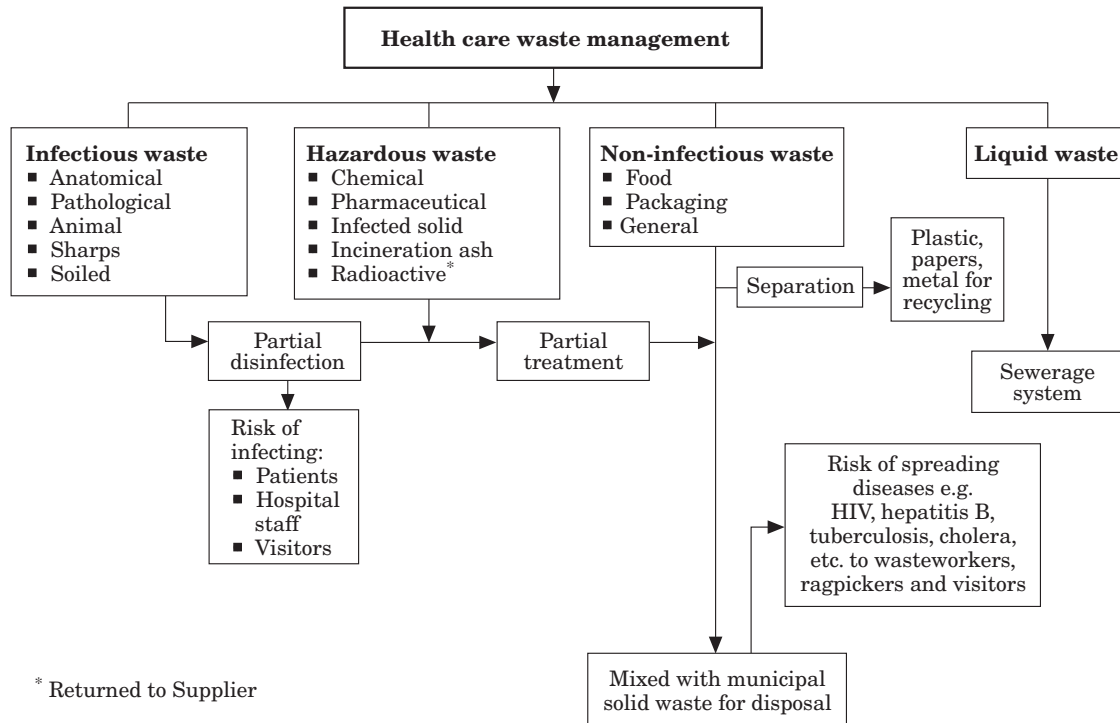 Health care waste management
Infectious waste
■ Anatomical
■ Pathological
■ Animal
■ Sharps
■ Soiled
Hazardous waste
■ Chemical
■ Pharmaceutical
■ Infected solid
■ Incineration ash
■ Radioactive*
Non-infectious waste
■ Food
■ Packaging
■ General
Liquid waste
Separation
Plastic,
papers,
metal for
recycling
Partial
disinfection
Partial
treatment
Sewerage
system
Risk of
infecting:
■ Patients
■ Hospital
staff
■ Visitors
Risk of spreading
diseases e.g.
HIV, hepatitis B,
tuberculosis, cholera,
etc. to wasteworkers,
ragpickers and visitors
Mixed with municipal
solid waste for disposal
* Returned to Supplier